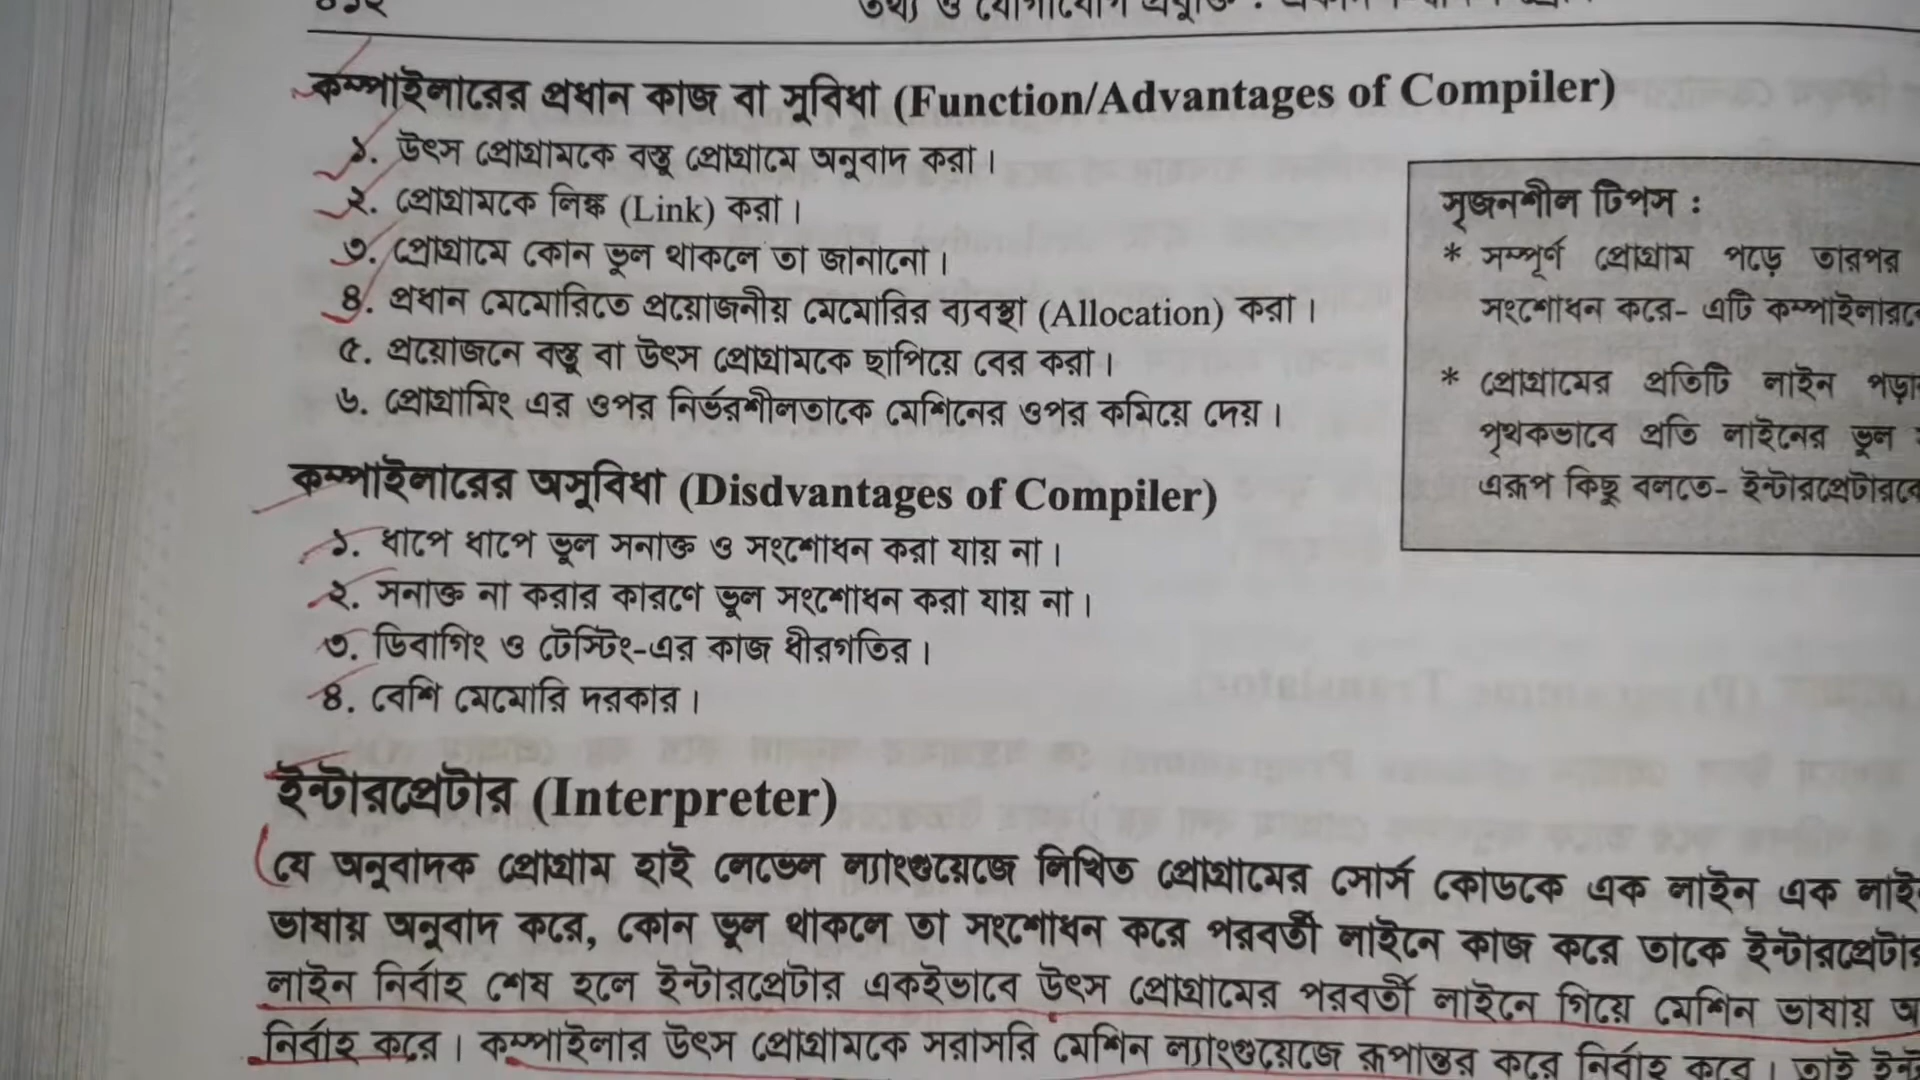 ৩১২
তথ্য ও যোগাযোগ প্রযুক্তি :
কম্পাইলারের প্রধান কাজ বা সুবিধা (Function/Advantages of Compiler)
১. উৎস প্রোগ্রামকে বস্তু প্রোগ্রামে অনুবাদ করা।
২. প্রোগ্রামকে লিঙ্ক (Link) করা।
৩. প্রোগ্রামে কোন ভুল থাকলে তা জানানো।
৪. প্রধান মেমোরিতে প্রয়োজনীয় মেমোরির ব্যবস্থা (Allocation) করা।
৫. প্রয়োজনে বস্তু বা উৎস প্রোগ্রামকে ছাপিয়ে বের করা।
৬. প্রোগ্রামিং এর ওপর নির্ভরশীলতাকে মেশিনের ওপর কমিয়ে দেয়।
সৃজনশীল টিপস :
* সম্পূর্ণ প্রোগ্রাম পড়ে তারপর
সংশোধন করে- এটি কম্পাইলারকে
* প্রোগ্রামের প্রতিটি লাইন
পৃথকভাবে প্রতি লাইনের ভুল
এরূপ কিছু বলতে- ইন্টারপ্রেটারকে
কম্পাইলারের অসুবিধা (Disdvantages of Compiler)
১. ধাপে ধাপে ভুল সনাক্ত ও সংশোধন করা যায় না।
২. সনাক্ত না করার কারণে ভুল সংশোধন করা যায় না।
৩. ডিবাগিং ও টেস্টিং-এর কাজ ধীরগতির।
৪. বেশি মেমোরি দরকার।
ইন্টারপ্রেটার (Interpreter)
যে অনুবাদক প্রোগ্রাম হাই লেভেল ল্যাংগুয়েজে লিখিত প্রোগ্রামের সোর্স কোডকে এক লাইন এক
ভাষায় অনুবাদ করে, কোন ভুল থাকলে তা সংশোধন করে পরবর্তী লাইনে কাজ করে তাকে ইন্টারপ্রেটার
লাইন নির্বাহ শেষ হলে ইন্টারপ্রেটার একইভাবে উৎস প্রোগ্রামের পরবর্তী লাইনে গিয়ে মেশিন ভাষায়
নির্বাহ করে। কম্পাইলার উৎস প্রোগ্রামকে সরাসরি মেশিন ল্যাংগুয়েজে রূপান্তর করে নির্বাহ করে। তাই